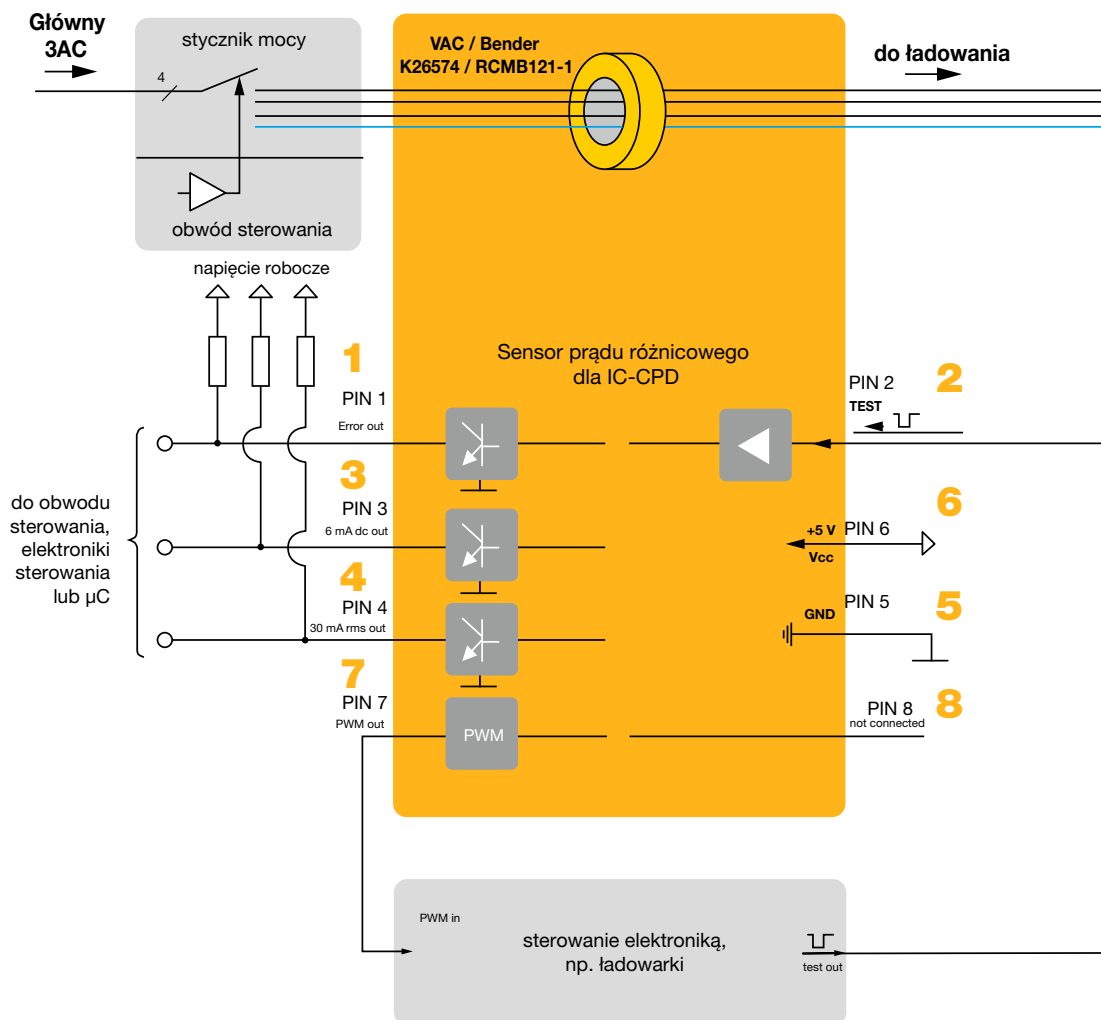 Główny
3AC
4
stycznik mocy
obwód sterowania
VAC / Bender
K26574 / RCMB121-1
do ładowania
napięcie robocze
Sensor prądu różnicowego
dla IC-CPD
1
PIN 1
Error out
PIN 2
2
TEST
3
PIN 3
6 mA dc out
do obwodu
sterowania,
elektroniki
sterowania
lub µC
4
PIN 4
30 mA rms out
+5 V
PIN 6
6
Vcc
GND
PIN 5
5
7
PIN 7
PWM out
PWM
PIN 8
8
not connected
PWM in
sterowanie elektroniką,
np. ładowarki
test out